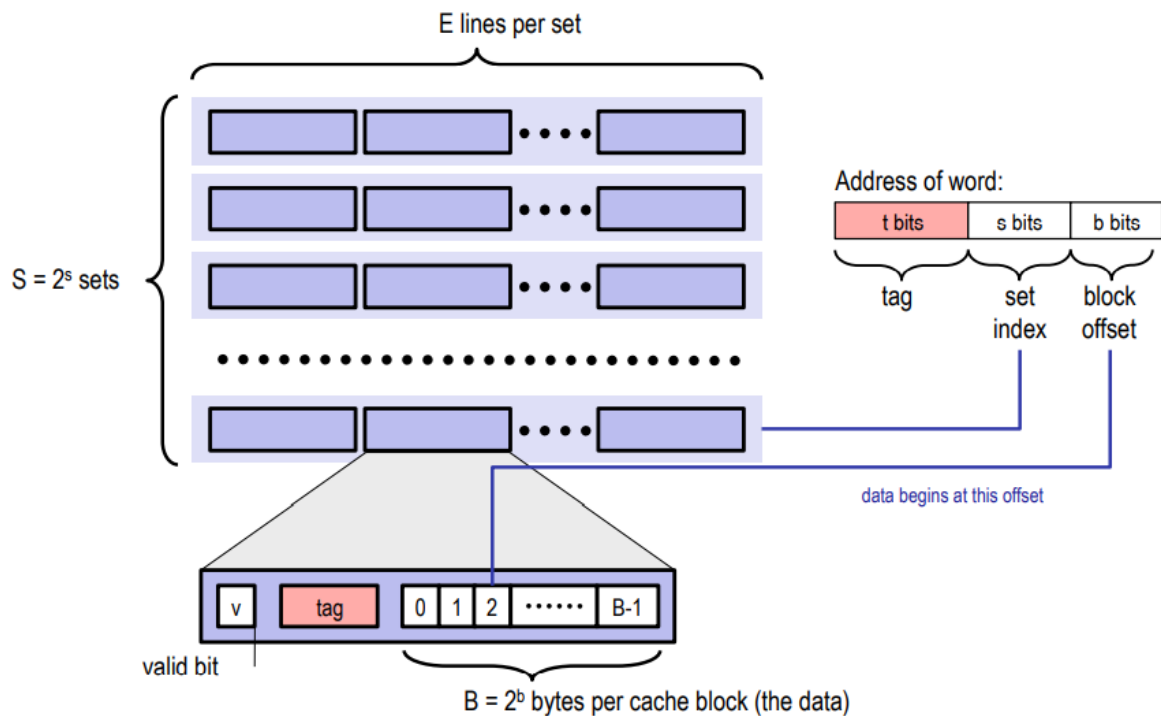 E lines per set
Address of word:
t bits s bits b bits
S = 2ˢ sets
tag set index block offset
data begins at this offset
v tag 0 1 2 •••••• B-1
valid bit
B = 2ᵇ bytes per cache block (the data)